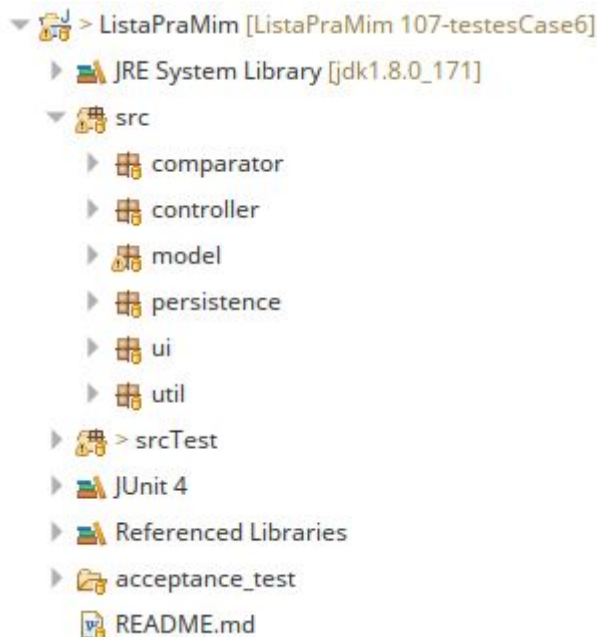 > ListaPraMim [ListaPraMim 107-testesCase6]
JRE System Library [jdk1.8.0_171]
src
comparator
controller
model
persistence
ui
util
> srcTest
JUnit 4
Referenced Libraries
acceptance_test
README.md